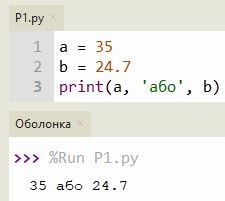 P1.py ×
1 a = 35
2 b = 24.7
3 print(a, 'або', b)
Оболонка ×
>>> %Run P1.py
35 або 24.7